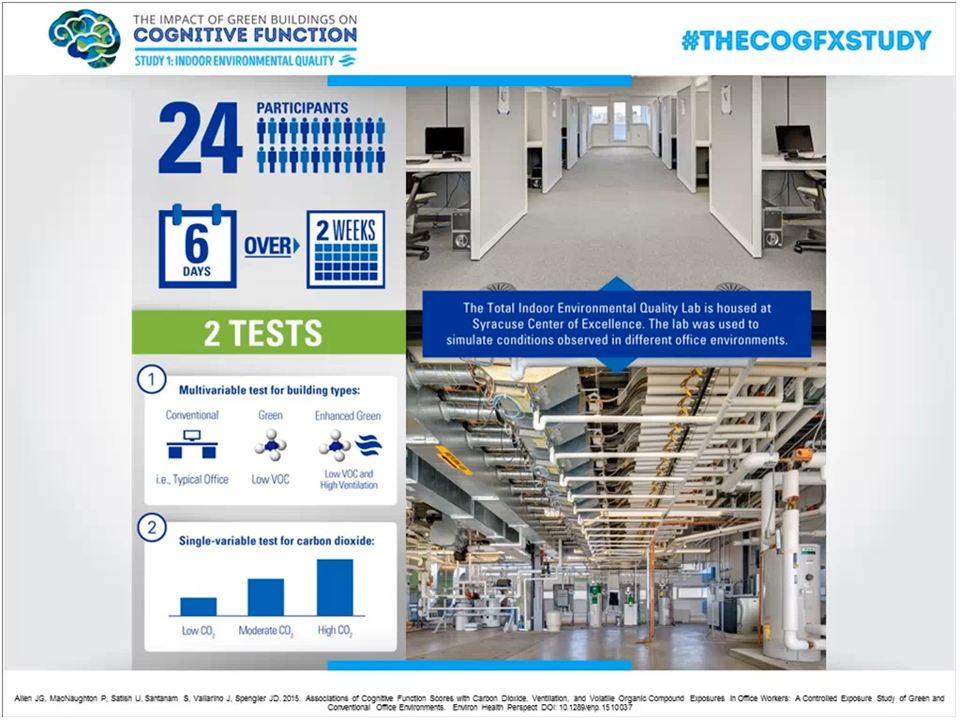 THE IMPACT OF GREEN BUILDINGS ON
COGNITIVE FUNCTION
STUDY 1: INDOOR ENVIRONMENTAL QUALITY
#THECOGFXSTUDY
24
PARTICIPANTS
6
DAYS
OVER
2 WEEKS
2 TESTS
1
Multivariable test for building types:
Conventional
Green
Enhanced Green
i.e., Typical Office
Low VOC
Low VOC and
High Ventilation
2
Single-variable test for carbon dioxide:
Low CO₂
Moderate CO₂
High CO₂
The Total Indoor Environmental Quality Lab is housed at
Syracuse Center of Excellence. The lab was used to
simulate conditions observed in different office environments.
Allen JG, MacNaughton P, Satish U, Santanam S, Vallarino J, Spengler JD. 2015. Associations of Cognitive Function Scores with Carbon Dioxide, Ventilation, and Volatile Organic Compound Exposures in Office Workers: A Controlled Exposure Study of Green and
Conventional Office Environments. Environ Health Perspect DOI: 10.1289/ehp.1510037